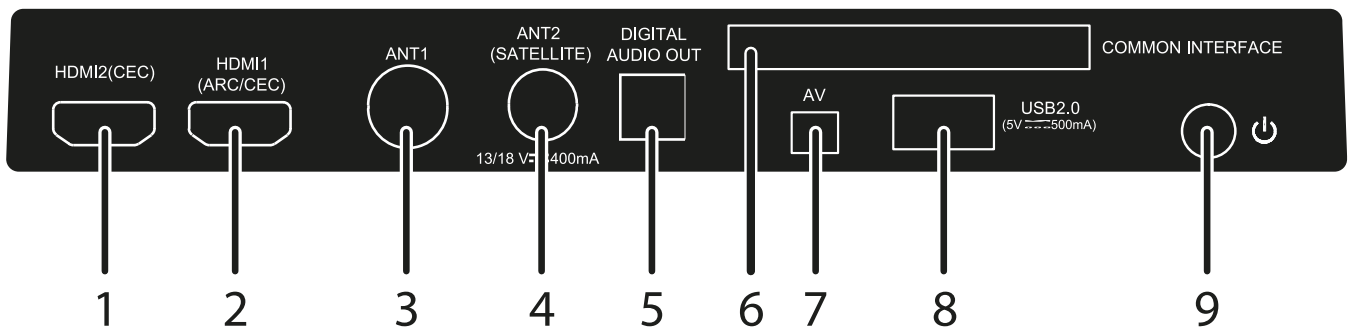 HDMI2(CEC)
HDMI1
(ARC/CEC)
ANT1
ANT2
(SATELLITE)
13/18 V⎓400mA
DIGITAL
AUDIO OUT
COMMON INTERFACE
AV
USB2.0
(5V⎓500mA)
1 2 3 4 5 6 7 8 9